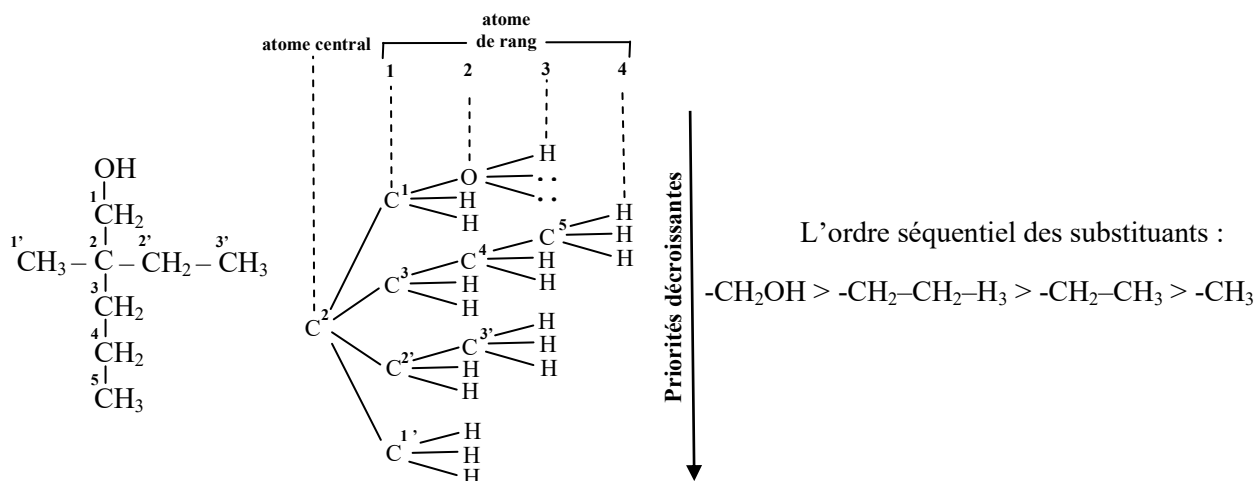 atome
de rang
atome central
1 2 3 4
OH
1
CH₂
1' 2 2' 3'
CH₃–C–CH₂–CH₃
3
CH₂
4
CH₂
5
CH₃
H
O
C¹ H
H
H
C⁵ H
H
C⁴ H
H
C³ H
H
C²
H
C³' H
H
C²' H
H
H
C¹' H
H
Priorités décroissantes
L'ordre séquentiel des substituants :
-CH₂OH > -CH₂–CH₂–H₃ > -CH₂–CH₃ > -CH₃